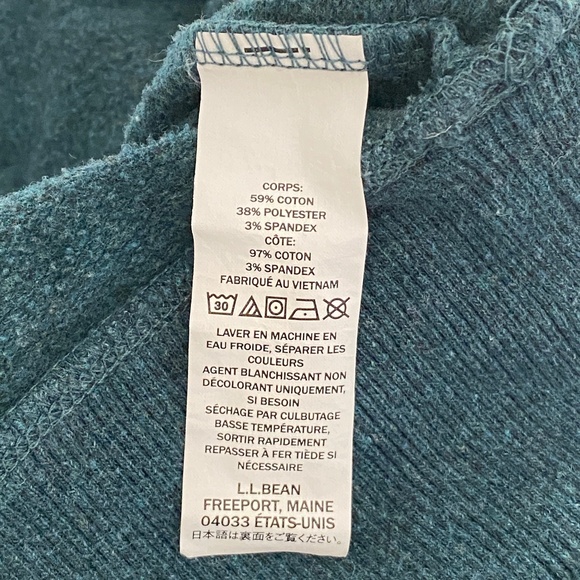 CORPS:
59% COTON
38% POLYESTER
3% SPANDEX
CÔTE:
97% COTON
3% SPANDEX
FABRIQUÉ AU VIETNAM
30
LAVER EN MACHINE EN
EAU FROIDE, SÉPARER LES
COULEURS
AGENT BLANCHISSANT NON
DÉCOLORANT UNIQUEMENT,
SI BESOIN
SÉCHAGE PAR CULBUTAGE
BASSE TEMPÉRATURE,
SORTIR RAPIDEMENT
REPASSER À FER TIÈDE SI
NÉCESSAIRE
L.L.BEAN
FREEPORT, MAINE
04033 ÉTATS-UNIS
日本語は裏面をご覧ください。